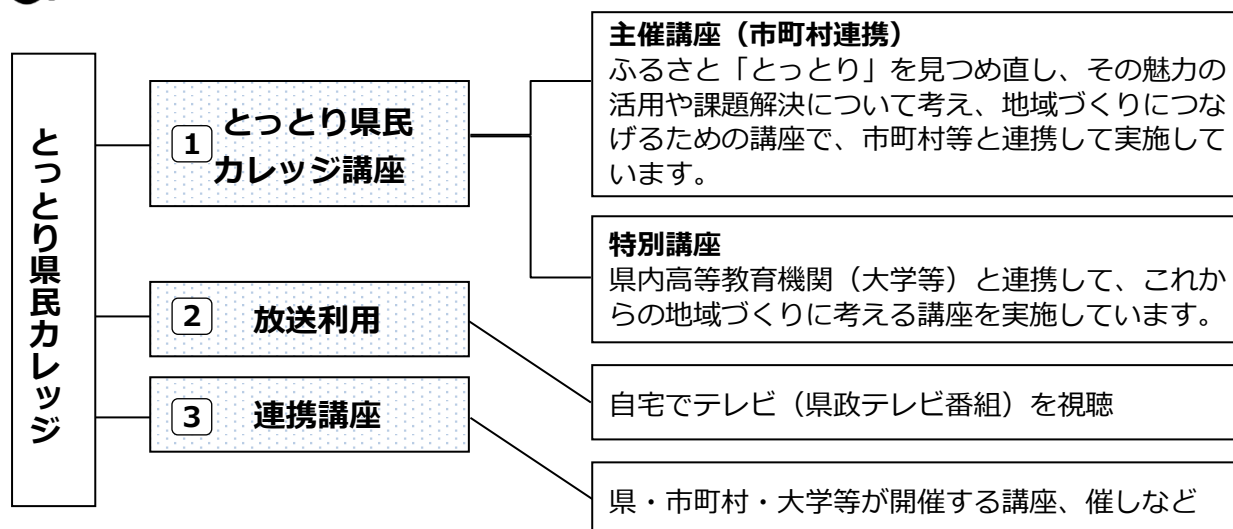 とっとり県民カレッジ
1 とっとり県民
カレッジ講座
主催講座（市町村連携）
ふるさと「とっとり」を見つめ直し、その魅力の
活用や課題解決について考え、地域づくりにつな
げるための講座で、市町村等と連携して実施して
います。
特別講座
県内高等教育機関（大学等）と連携して、これか
らの地域づくりに考える講座を実施しています。
2 放送利用
自宅でテレビ（県政テレビ番組）を視聴
3 連携講座
県・市町村・大学等が開催する講座、催しなど